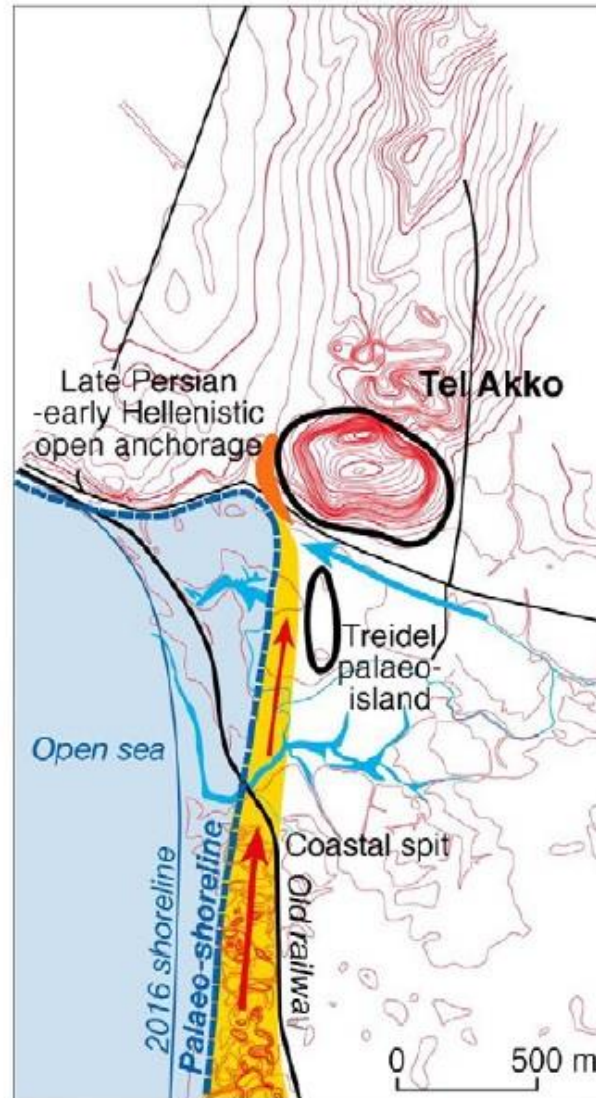 Late Persian
-early Hellenistic
open anchorage
Tel Akko
Treidel
palaeo-
island
Open sea
Coastal spit
2016 shoreline
Palaeo-shoreline
Old railway
0 500 m